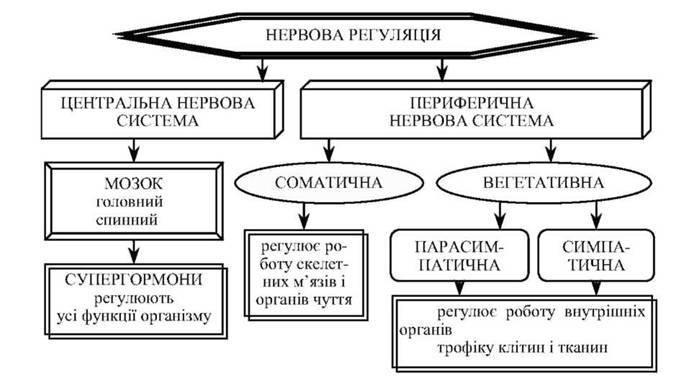 НЕРВОВА РЕГУЛЯЦІЯ
ЦЕНТРАЛЬНА НЕРВОВА
СИСТЕМА
ПЕРИФЕРИЧНА
НЕРВОВА СИСТЕМА
МОЗОК
головний
спинний
СОМАТИЧНА
ВЕГЕТАТИВНА
СУПЕРГОРМОНИ
регулюють
усі функції організму
регулює ро-
боту скелет-
них м’язів і
органів чуття
ПАРАСИМ-
ПАТИЧНА
СИМПА-
ТИЧНА
регулює роботу внутрішніх
органів
трофіку клітин і тканин